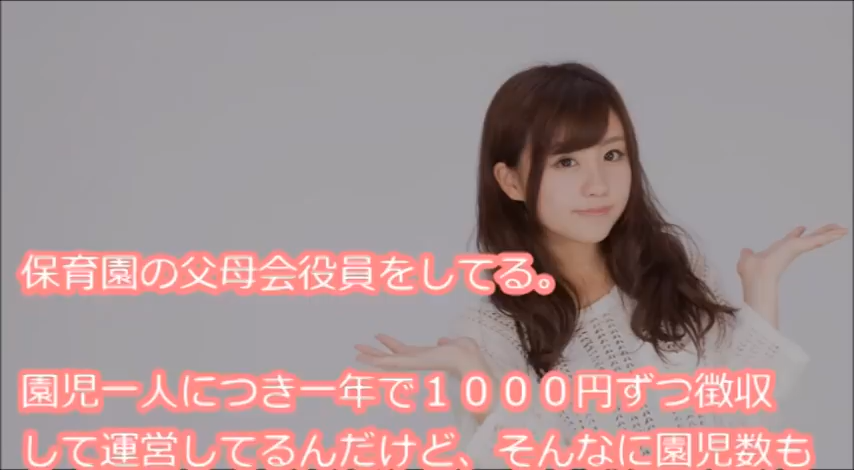 保育園の父母会役員をしてる。
園児一人につき一年で１０００円ずつ徴収
して運営してるんだけど、そんなに園児数も